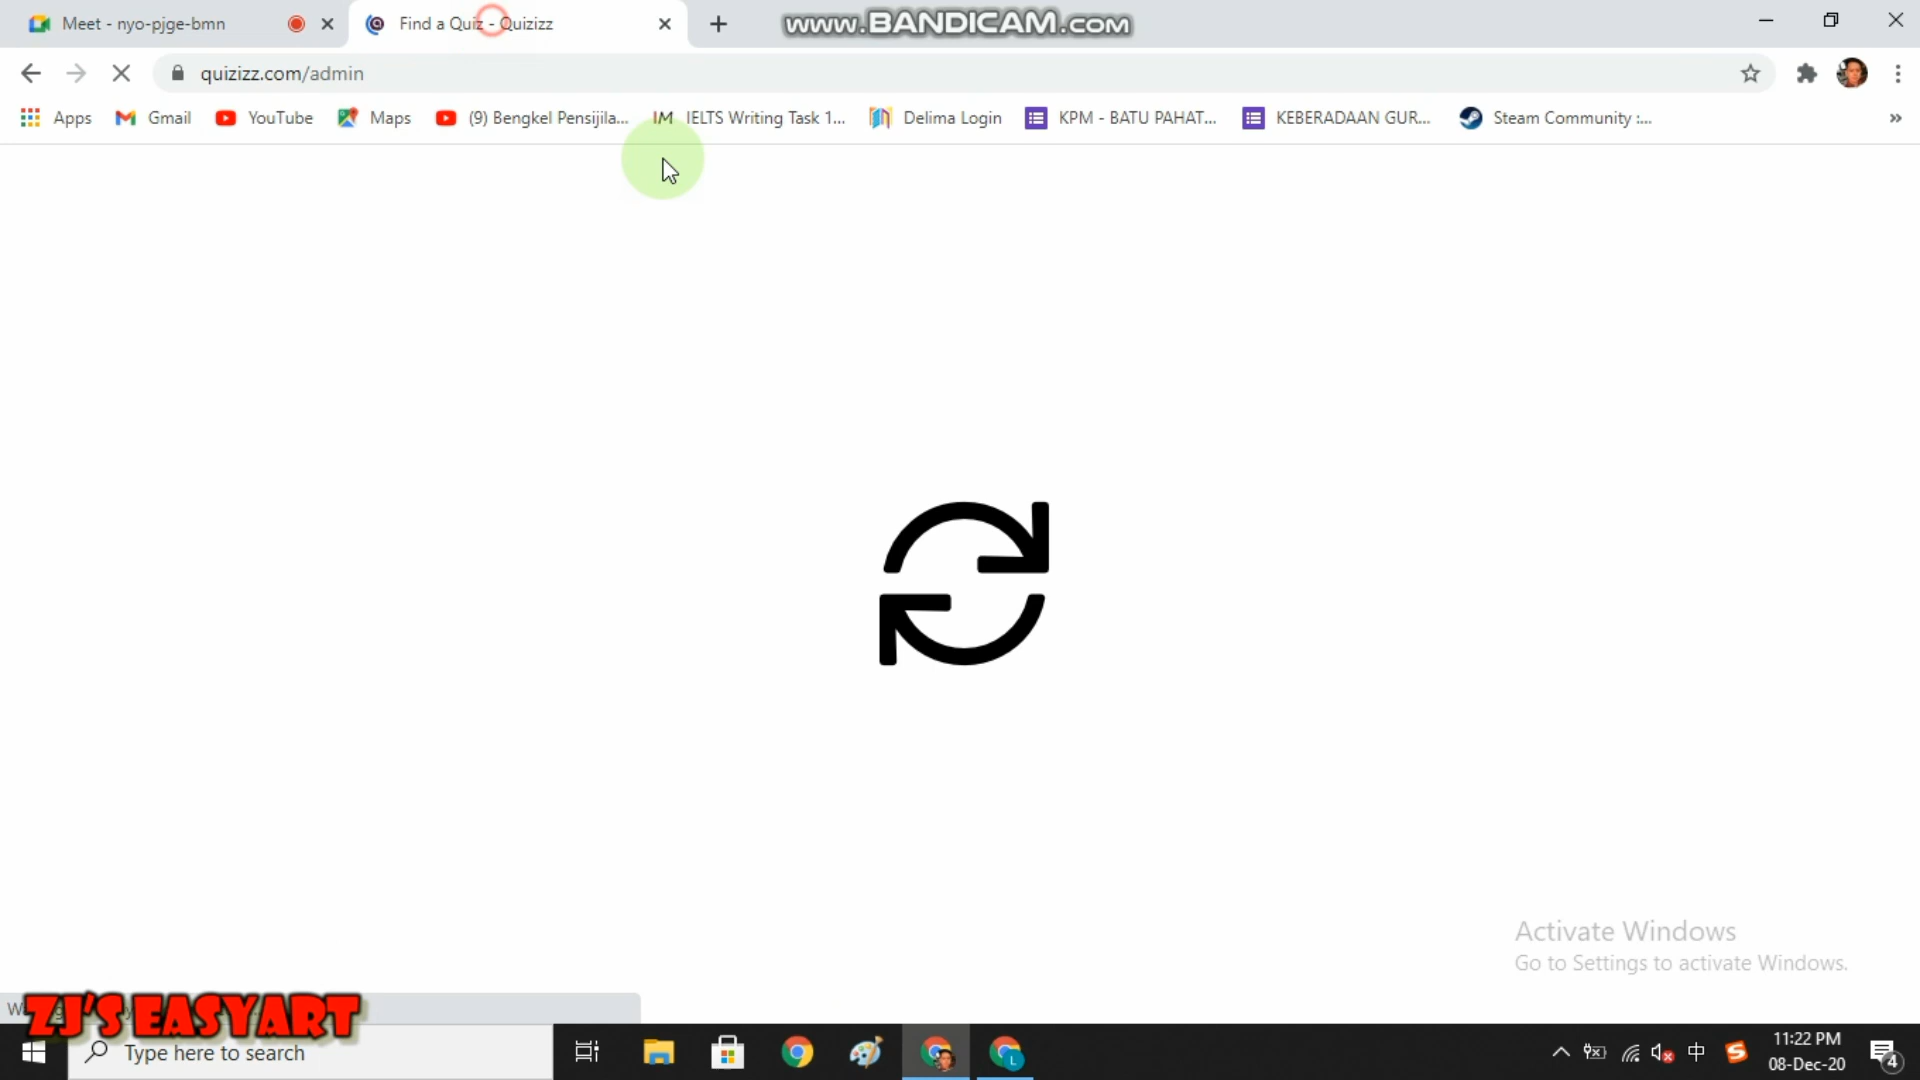 Meet - nyo-pjge-bmn
Find a Quiz - Quizizz
www.BANDICAM.com
quizizz.com/admin
Apps
Gmail
YouTube
Maps
(9) Bengkel Pensijila...
IM IELTS Writing Task 1...
Delima Login
KPM - BATU PAHAT...
KEBERADAAN GUR...
Steam Community :...
»
Activate Windows
Go to Settings to activate Windows.
ZJ'S EASYART
Type here to search
L
中
11:22 PM
08-Dec-20
4